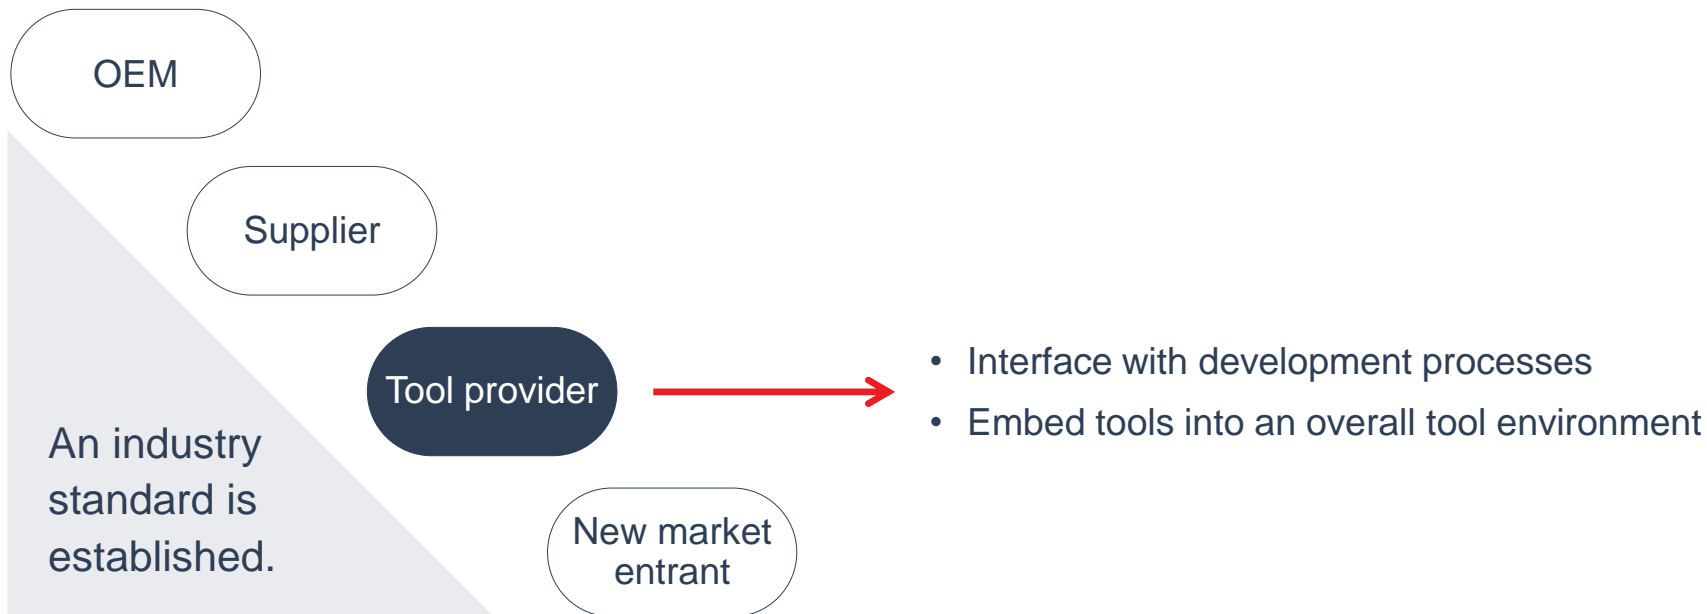 OEM
Supplier
Tool provider
• Interface with development processes
• Embed tools into an overall tool environment
An industry
standard is
established.
New market
entrant